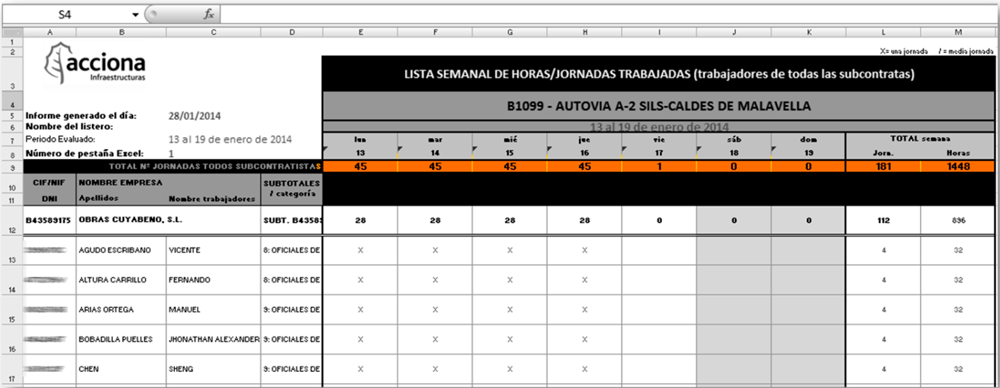 S4 fx
A B C D E F G H I J K L M
1
2 X= una jornada / = media jornada
acciona
Infraestructuras
3 LISTA SEMANAL DE HORAS/JORNADAS TRABAJADAS (trabajadores de todas las subcontratas)
4 B1099 - AUTOVIA A-2 SILS-CALDES DE MALAVELLA
5 Informe generado el día: 28/01/2014
6 Nombre del listero: 13 al 19 de enero de 2014
7 Periodo Evaluado: 13 al 19 de enero de 2014 lun mar mié jue vie sáb dom TOTAL semana
8 Número de pestaña Excel: 1 13 14 15 16 17 18 19 Jorn. Horas
9 TOTAL Nº JORNADAS TODOS SUBCONTRATISTAS 45 45 45 45 1 0 0 181 1448
10 CIF/NIF NOMBRE EMPRESA SUBTOTALES
/ categoría
11 DNI Apellidos Nombre trabajadores
12 B43589175 OBRAS CUYABENO, S.L. SUBT. B4358 28 28 28 28 0 0 0 112 896
13 AGUDO ESCRIBANO VICENTE 8: OFICIALES DE X X X X 4 32
14 ALTURA CARRILLO FERNANDO 8: OFICIALES DE X X X X 4 32
15 ARIAS ORTEGA MANUEL 9: OFICIALES DE X X X X 4 32
16 BOBADILLA PUELLES JHONATHAN ALEXANDER 9: OFICIALES DE X X X X 4 32
17 CHEN SHENG 9: OFICIALES DE X X X X 4 32